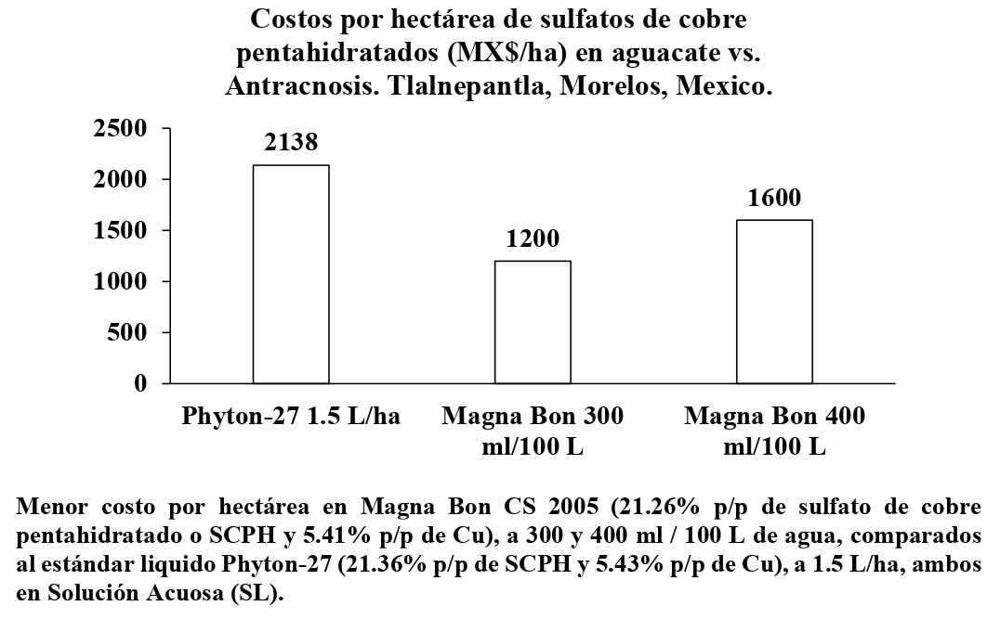 Costos por hectárea de sulfatos de cobre
pentahidratados (MX$/ha) en aguacate vs.
Antracnosis. Tlalnepantla, Morelos, Mexico.
2500
2000
1500
1000
500
0
2138
1200
1600
Phyton-27 1.5 L/ha
Magna Bon 300
ml/100 L
Magna Bon 400
ml/100 L
Menor costo por hectárea en Magna Bon CS 2005 (21.26% p/p de sulfato de cobre
pentahidratado o SCPH y 5.41% p/p de Cu), a 300 y 400 ml / 100 L de agua, comparados
al estándar liquido Phyton-27 (21.36% p/p de SCPH y 5.43% p/p de Cu), a 1.5 L/ha, ambos
en Solución Acuosa (SL).